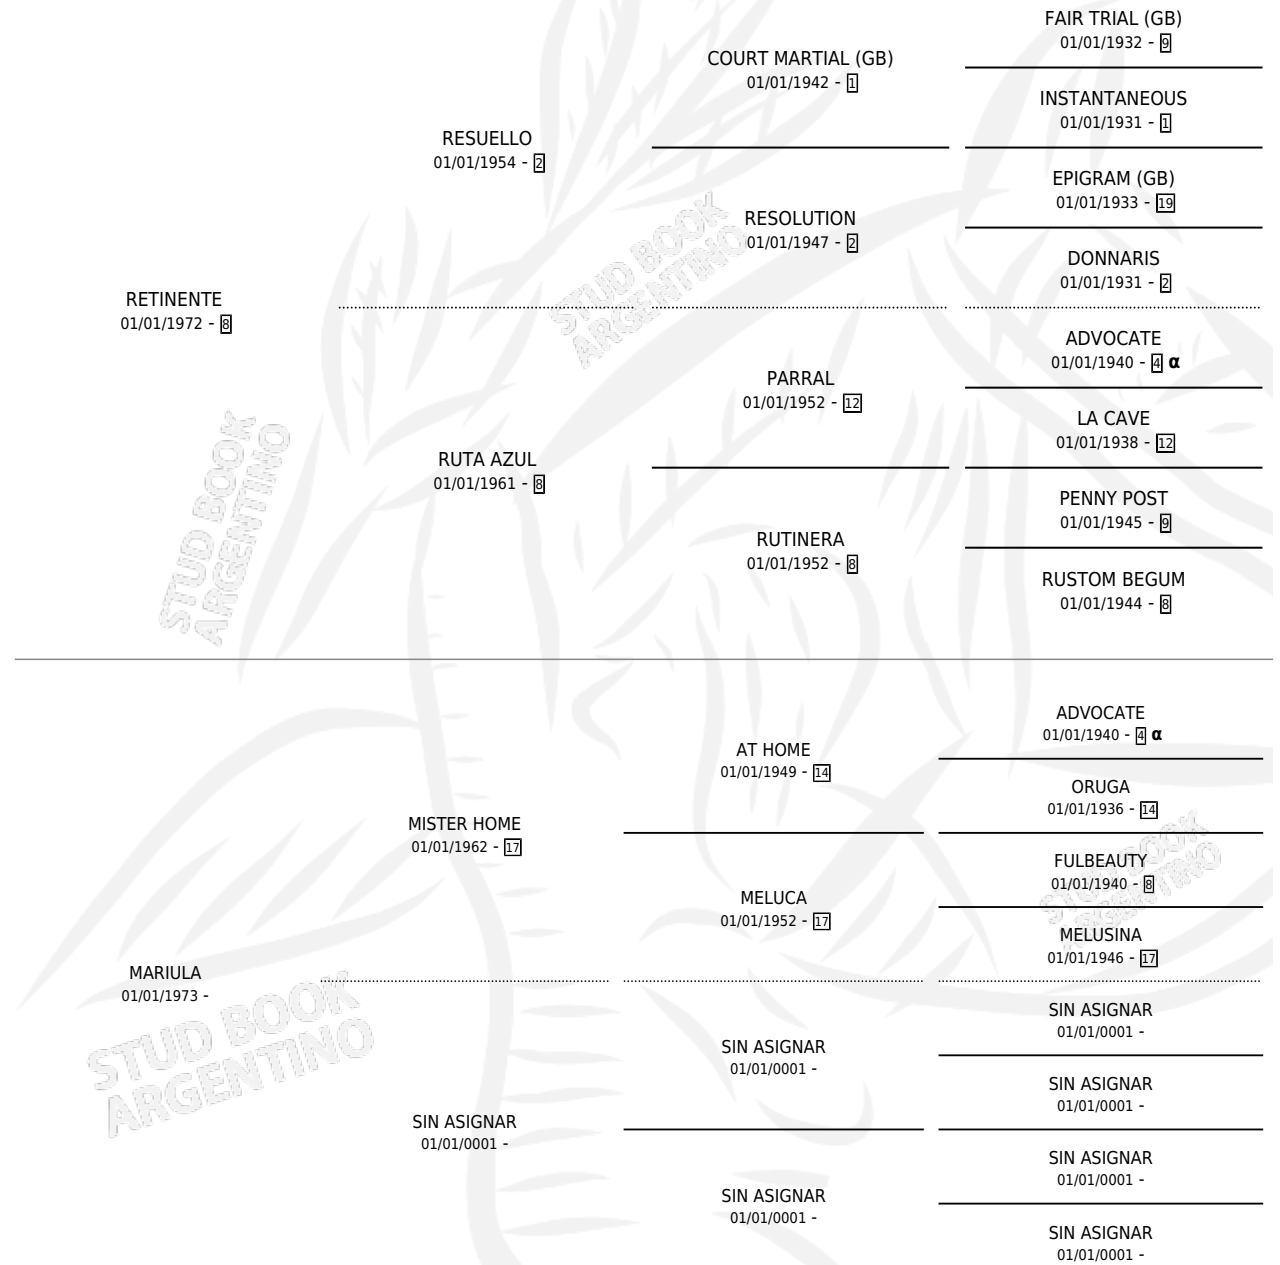 FAIR TRIAL (GB)
01/01/1932 - 9
COURT MARTIAL (GB)
01/01/1942 - 1
INSTANTANEOUS
01/01/1931 - 1
RESUELLO
01/01/1954 - 2
EPIGRAM (GB)
01/01/1933 - 19
RESOLUTION
01/01/1947 - 2
DONNARIS
01/01/1931 - 2
RETINENTE
01/01/1972 - 8
ADVOCATE
01/01/1940 - 4 α
PARRAL
01/01/1952 - 12
LA CAVE
01/01/1938 - 12
RUTA AZUL
01/01/1961 - 8
PENNY POST
01/01/1945 - 9
RUTINERA
01/01/1952 - 8
RUSTOM BEGUM
01/01/1944 - 8
STUD BOOK
ARGENTINO
STUD BOOK
ARGENTINO
ADVOCATE
01/01/1940 - 4 α
AT HOME
01/01/1949 - 14
ORUGA
01/01/1936 - 14
MISTER HOME
01/01/1962 - 17
FULBEAUTY
01/01/1940 - 8
MELUCA
01/01/1952 - 17
MELUSINA
01/01/1946 - 17
MARIULA
01/01/1973 -
SIN ASIGNAR
01/01/0001 -
SIN ASIGNAR
01/01/0001 -
SIN ASIGNAR
01/01/0001 -
SIN ASIGNAR
01/01/0001 -
SIN ASIGNAR
01/01/0001 -
SIN ASIGNAR
01/01/0001 -
SIN ASIGNAR
01/01/0001 -
STUD BOOK
ARGENTINO
STUD BOOK
ARGENTINO